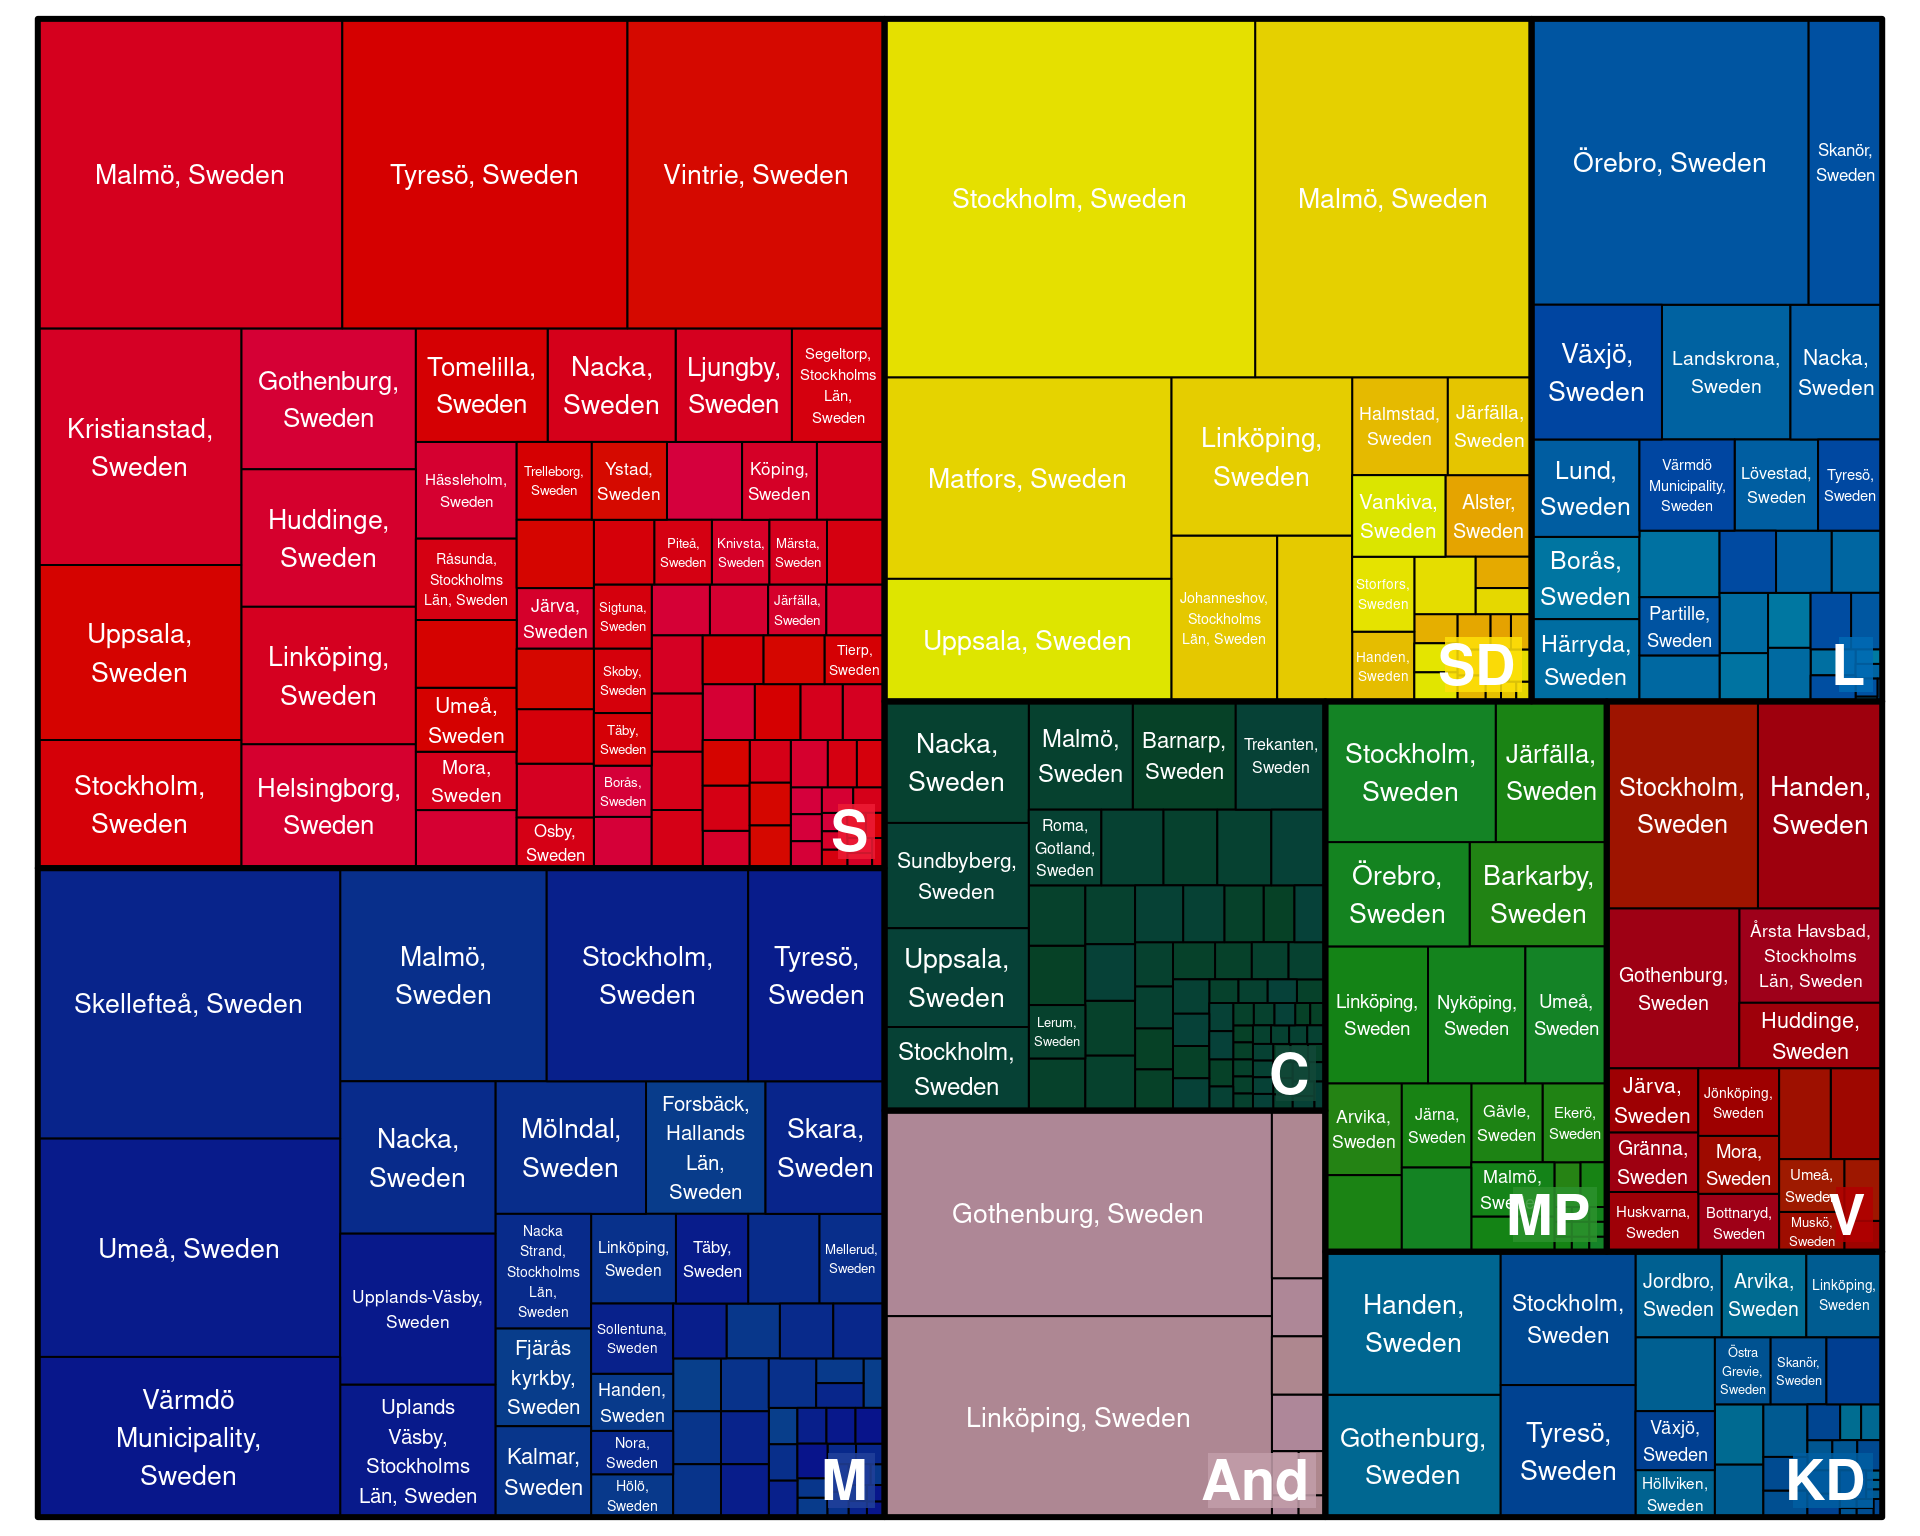 Malmö, Sweden
Tyresö, Sweden
Vintrie, Sweden
Kristianstad,
Sweden
Uppsala,
Sweden
Stockholm,
Sweden
Gothenburg,
Sweden
Huddinge,
Sweden
Linköping,
Sweden
Helsingborg,
Sweden
Tomelilla,
Sweden
Nacka,
Sweden
Ljungby,
Sweden
Segeltorp,
Stockholms
Län,
Sweden
Hässleholm,
Sweden
Råsunda,
Stockholms
Län, Sweden
Umeå,
Sweden
Mora,
Sweden
Trelleborg,
Sweden
Ystad,
Sweden
Köping,
Sweden
Piteå,
Sweden
Knivsta,
Sweden
Märsta,
Sweden
Järva,
Sweden
Sigtuna,
Sweden
Järfälla,
Sweden
Skoby,
Sweden
Tierp,
Sweden
Täby,
Sweden
Borås,
Sweden
Osby,
Sweden
S
Skellefteå, Sweden
Umeå, Sweden
Värmdö
Municipality,
Sweden
Malmö,
Sweden
Stockholm,
Sweden
Tyresö,
Sweden
Nacka,
Sweden
Upplands-Väsby,
Sweden
Uplands
Väsby,
Stockholms
Län, Sweden
Mölndal,
Sweden
Forsbäck,
Hallands
Län,
Sweden
Skara,
Sweden
Nacka
Strand,
Stockholms
Län,
Sweden
Fjärås
kyrkby,
Sweden
Kalmar,
Sweden
Linköping,
Sweden
Täby,
Sweden
Mellerud,
Sweden
Sollentuna,
Sweden
Handen,
Sweden
Nora,
Sweden
Hölö,
Sweden
M
Stockholm, Sweden
Malmö, Sweden
Matfors, Sweden
Uppsala, Sweden
Linköping,
Sweden
Johanneshov,
Stockholms
Län, Sweden
Halmstad,
Sweden
Järfälla,
Sweden
Vankiva,
Sweden
Alster,
Sweden
Storfors,
Sweden
Handen,
Sweden
SD
Örebro, Sweden
Skanör,
Sweden
Växjö,
Sweden
Landskrona,
Sweden
Nacka,
Sweden
Lund,
Sweden
Borås,
Sweden
Härryda,
Sweden
Värmdö
Municipality,
Sweden
Lövestad,
Sweden
Tyresö,
Sweden
Partille,
Sweden
L
Nacka,
Sweden
Sundbyberg,
Sweden
Uppsala,
Sweden
Stockholm,
Sweden
Malmö,
Sweden
Barnarp,
Sweden
Trekanten,
Sweden
Roma,
Gotland,
Sweden
Lerum,
Sweden
C
Gothenburg, Sweden
Linköping, Sweden
And
Stockholm,
Sweden
Järfälla,
Sweden
Örebro,
Sweden
Barkarby,
Sweden
Linköping,
Sweden
Nyköping,
Sweden
Umeå,
Sweden
Arvika,
Sweden
Järna,
Sweden
Gävle,
Sweden
Ekerö,
Sweden
Malmö,
Sweden
MP
Stockholm,
Sweden
Handen,
Sweden
Gothenburg,
Sweden
Årsta Havsbad,
Stockholms
Län, Sweden
Huddinge,
Sweden
Järva,
Sweden
Gränna,
Sweden
Huskvarna,
Sweden
Jönköping,
Sweden
Mora,
Sweden
Bottnaryd,
Sweden
Umeå,
Sweden
Muskö,
Sweden
V
Handen,
Sweden
Gothenburg,
Sweden
Stockholm,
Sweden
Tyresö,
Sweden
Jordbro,
Sweden
Arvika,
Sweden
Linköping,
Sweden
Östra
Grevie,
Sweden
Skanör,
Sweden
Växjö,
Sweden
Höllviken,
Sweden
KD